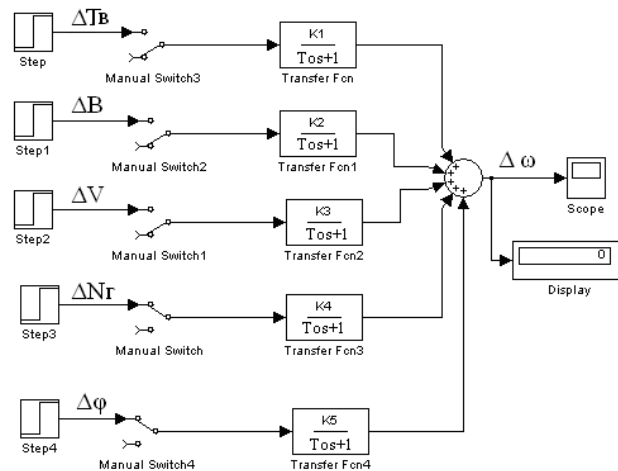 ΔTв
K1
Tos+1
Step
Manual Switch3
Transfer Fcn
ΔB
K2
Tos+1
Step1
Manual Switch2
Transfer Fcn1
Δ ω
ΔV
K3
Tos+1
Scope
Step2
Manual Switch1
Transfer Fcn2
0
Display
ΔNr
K4
Tos+1
Step3
Manual Switch
Transfer Fcn3
Δφ
K5
Tos+1
Step4
Manual Switch4
Transfer Fcn4